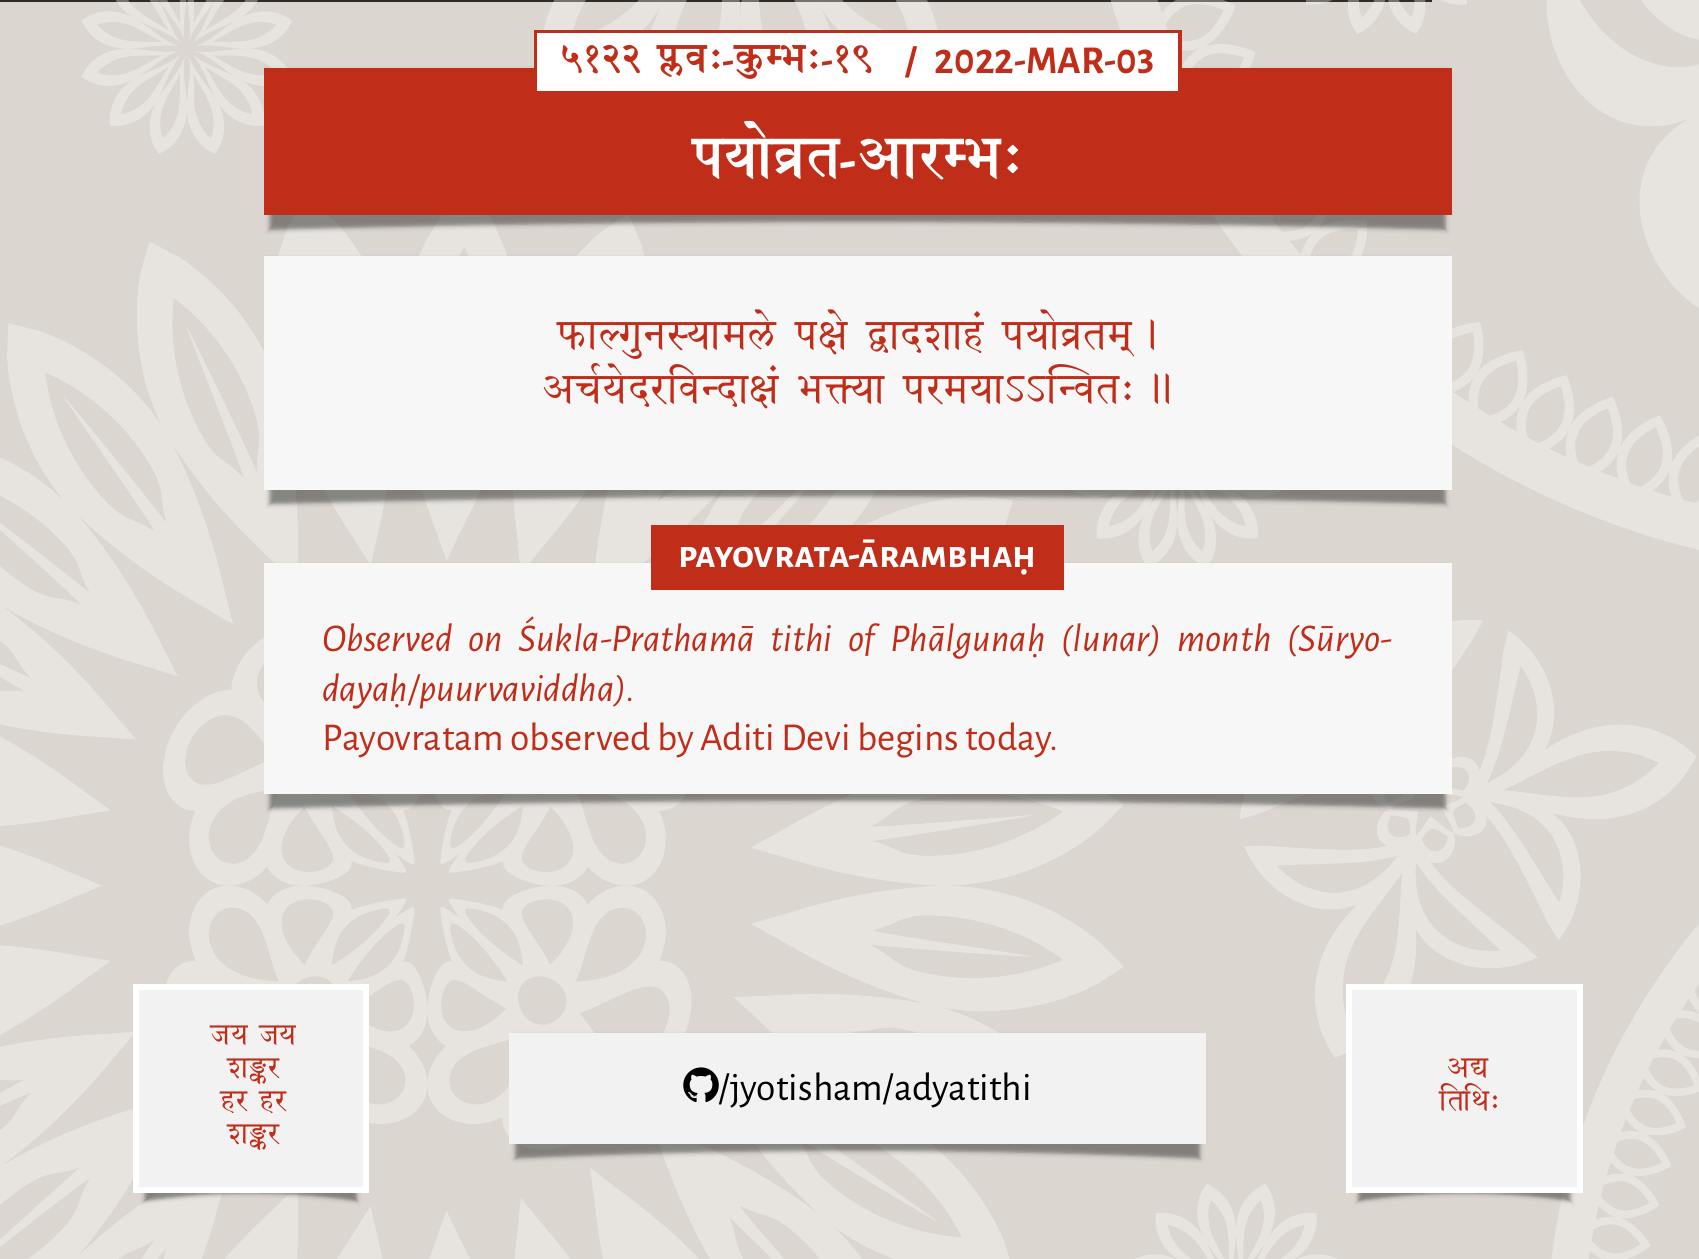 ५१२२ प्लवः-कुम्भः-१९ / 2022-MAR-03
पयोव्रत-आरम्भः
फाल्गुनस्यामले पक्षे द्वादशाहं पयोव्रतम् ।
अर्चयेदरविन्दाक्षं भक्त्या परमयाऽऽन्वितः ॥
PAYOVRATA-ĀRAMBHAḤ
Observed on Śukla-Prathamā tithi of Phālgunaḥ (lunar) month (Sūryo-
dayaḥ/puurvaviddha).
Payovratam observed by Aditi Devi begins today.
जय जय
शङ्कर
हर हर
शङ्कर
/jyotisham/adyatithi
अद्य
तिथिः